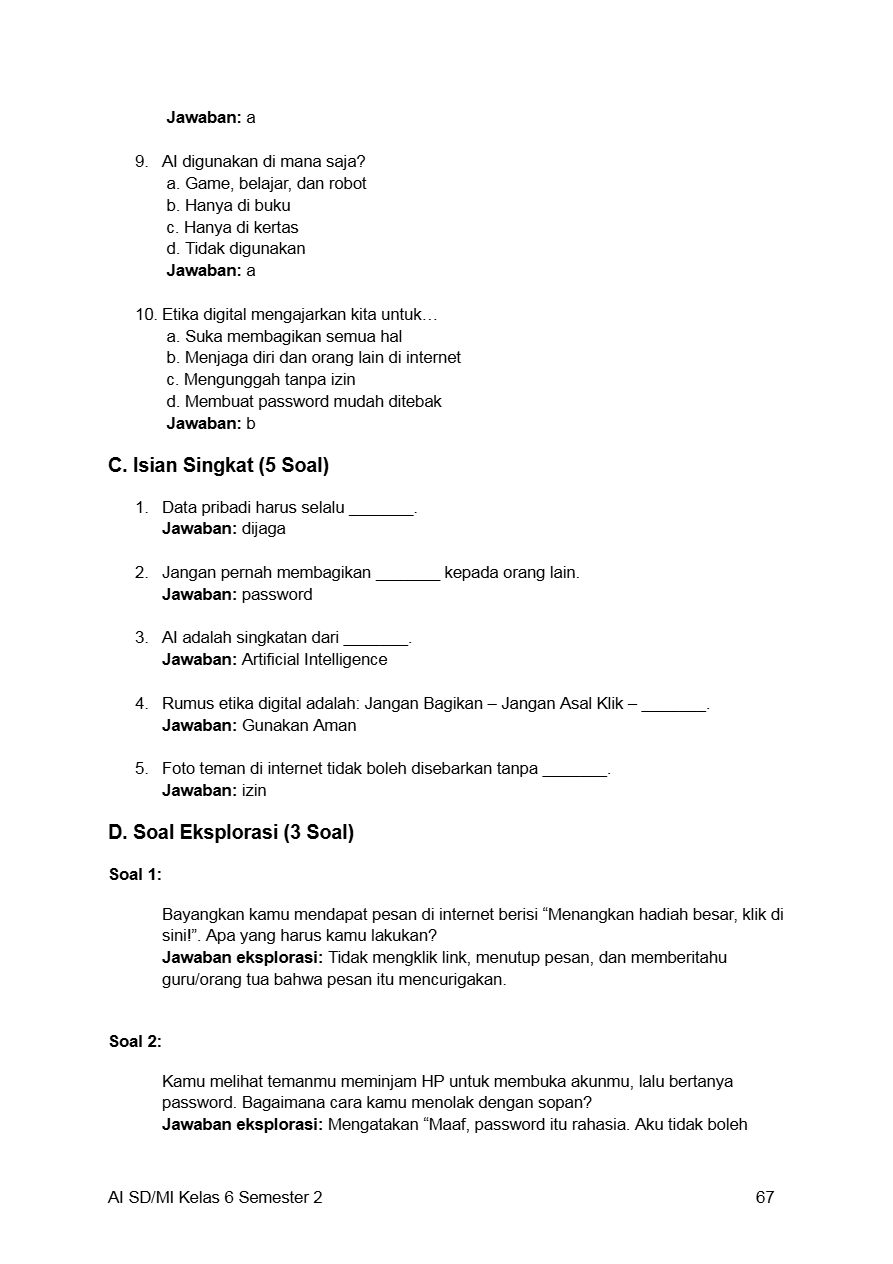 Jawaban: a
9. AI digunakan di mana saja?
a. Game, belajar, dan robot
b. Hanya di buku
c. Hanya di kertas
d. Tidak digunakan
Jawaban: a
10. Etika digital mengajarkan kita untuk…
a. Suka membagikan semua hal
b. Menjaga diri dan orang lain di internet
c. Mengunggah tanpa izin
d. Membuat password mudah ditebak
Jawaban: b
C. Isian Singkat (5 Soal)
1. Data pribadi harus selalu _______.
Jawaban: dijaga
2. Jangan pernah membagikan _______ kepada orang lain.
Jawaban: password
3. AI adalah singkatan dari _______.
Jawaban: Artificial Intelligence
4. Rumus etika digital adalah: Jangan Bagikan – Jangan Asal Klik – _______.
Jawaban: Gunakan Aman
5. Foto teman di internet tidak boleh disebarkan tanpa _______.
Jawaban: izin
D. Soal Eksplorasi (3 Soal)
Soal 1:
Bayangkan kamu mendapat pesan di internet berisi “Menangkan hadiah besar, klik di
sini!”. Apa yang harus kamu lakukan?
Jawaban eksplorasi: Tidak mengklik link, menutup pesan, dan memberitahu
guru/orang tua bahwa pesan itu mencurigakan.
Soal 2:
Kamu melihat temanmu meminjam HP untuk membuka akunmu, lalu bertanya
password. Bagaimana cara kamu menolak dengan sopan?
Jawaban eksplorasi: Mengatakan “Maaf, password itu rahasia. Aku tidak boleh
AI SD/MI Kelas 6 Semester 2 67